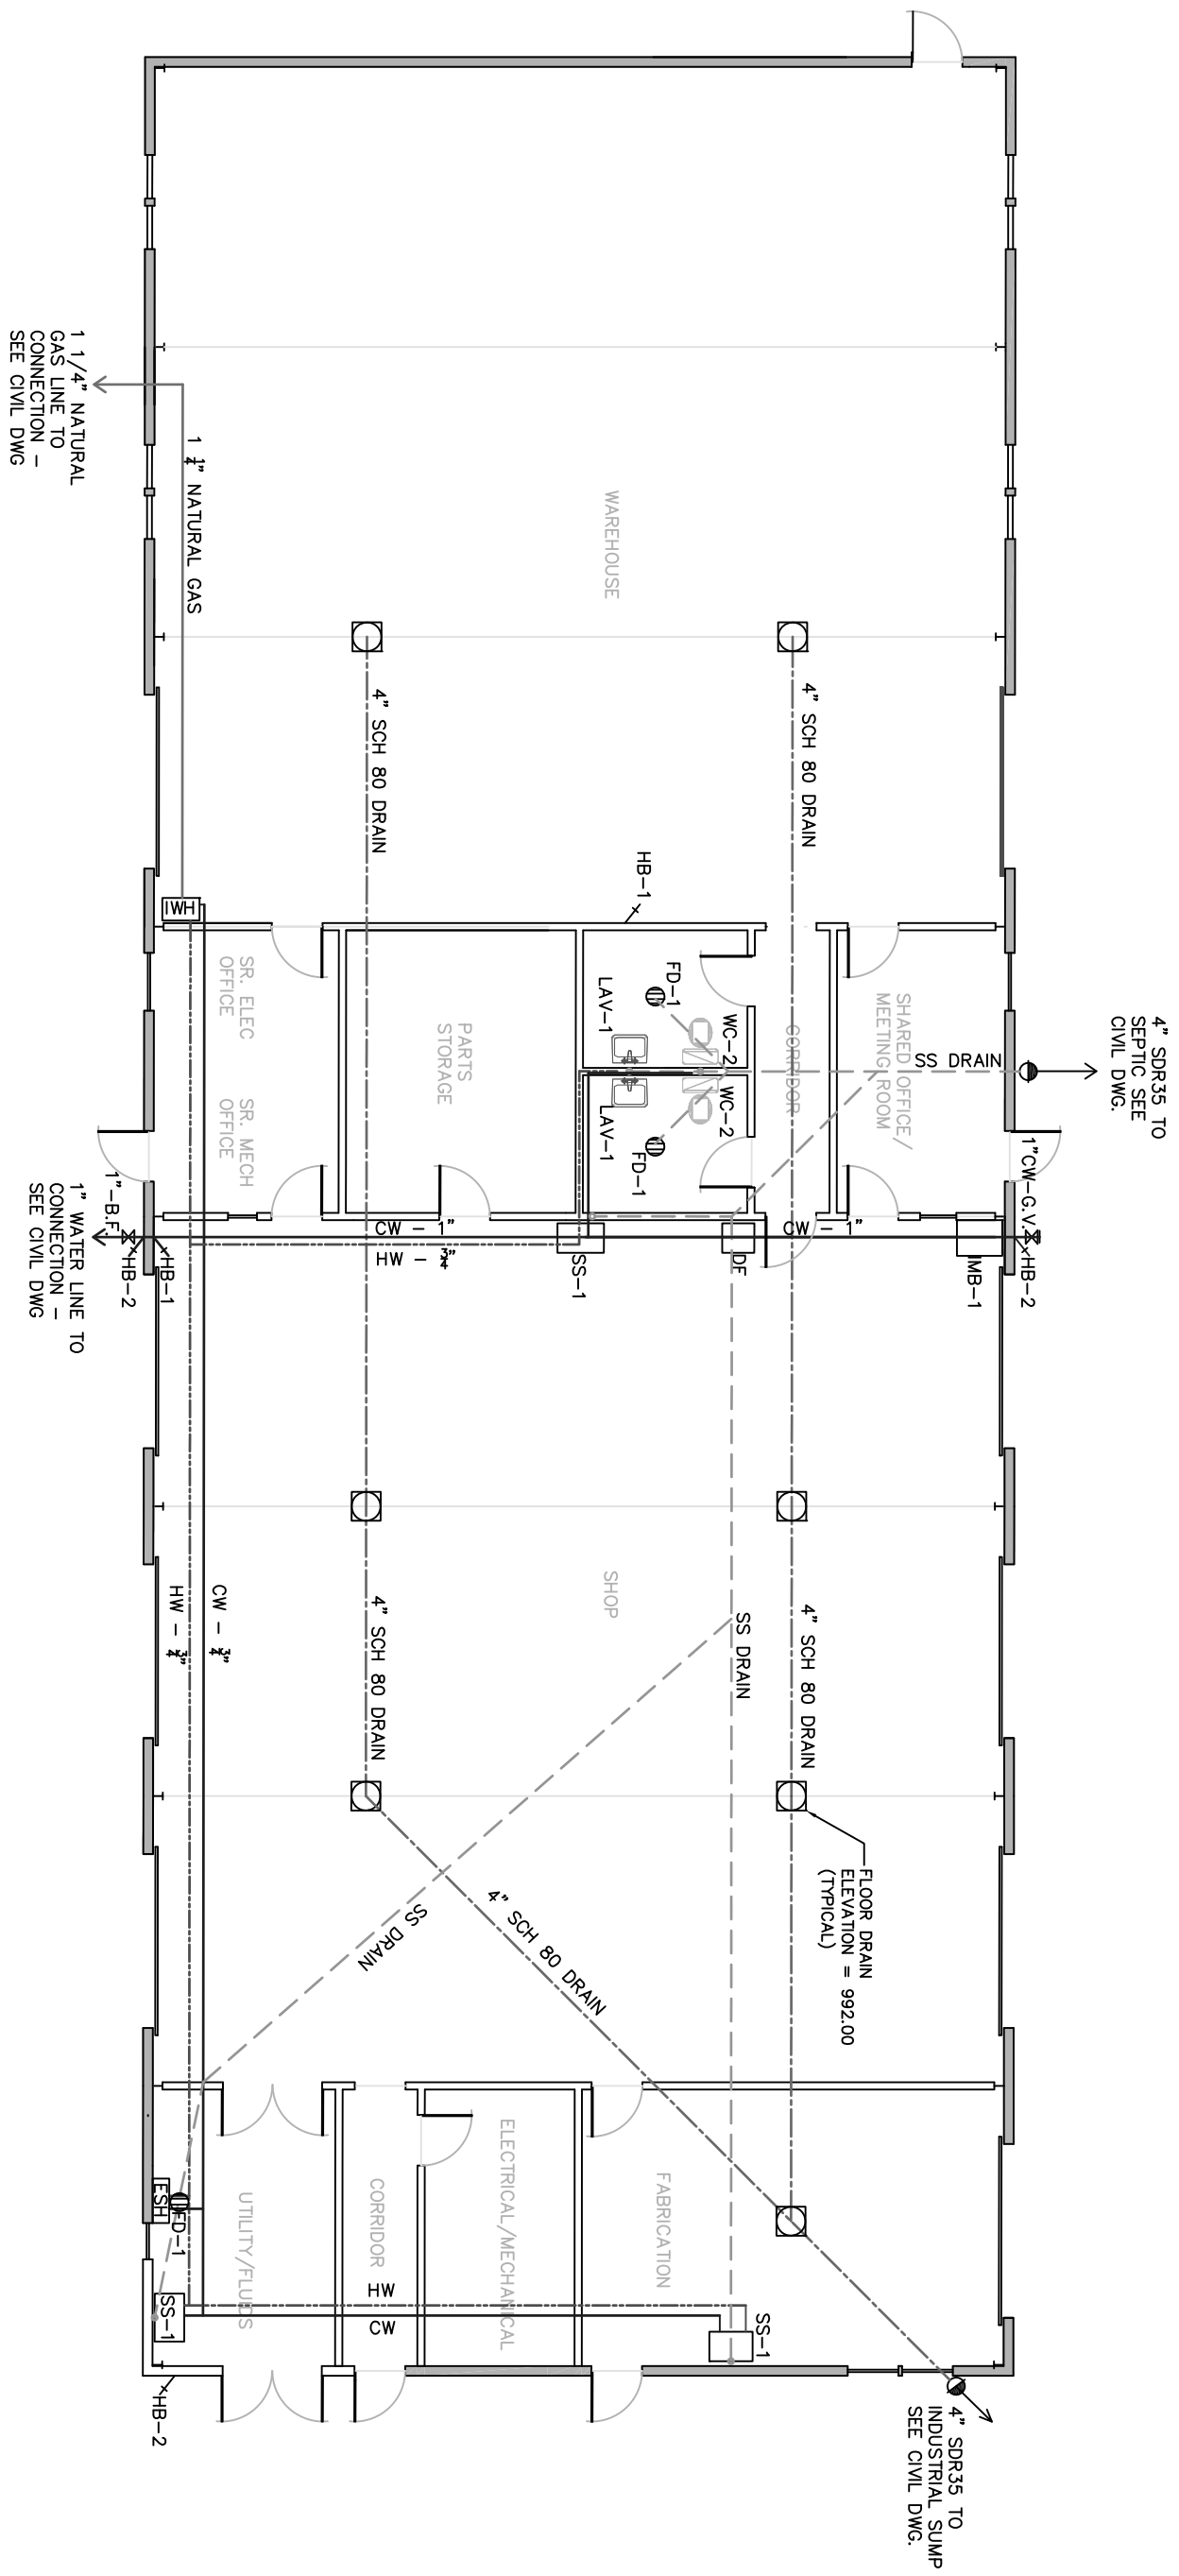 1 1/4" NATURAL
GAS LINE TO
CONNECTION –
SEE CIVIL DWG
1 1/4" NATURAL GAS
WAREHOUSE
4" SCH 80 DRAIN
4" SCH 80 DRAIN
HB-1
IWH
SR. ELEC
OFFICE
SR. MECH
OFFICE
PARTS
STORAGE
LAV-1
FD-1
WC-2
LAV-1
FD-1
WC-2
CORRIDOR
SHARED OFFICE/
MEETING ROOM
SS DRAIN
4" SDR35 TO
SEPTIC SEE
CIVIL DWG.
1"CW-G.V.
HB-2
IMB-1
DF
SS-1
CW – 1"
CW – 1"
HW – 3/4"
1"-B.F.
HB-1
HB-2
1" WATER LINE TO
CONNECTION –
SEE CIVIL DWG
SHOP
CW – 3/4"
HW – 3/4"
4" SCH 80 DRAIN
4" SCH 80 DRAIN
SS DRAIN
FLOOR DRAIN
ELEVATION = 992.00
(TYPICAL)
SS DRAIN
4" SCH 80 DRAIN
ESH
FD-1
SS-1
UTILITY/FLUIDS
CORRIDOR
ELECTRICAL/MECHANICAL
FABRICATION
HW
CW
SS-1
HB-2
4" SDR35 TO
INDUSTRIAL SUMP
SEE CIVIL DWG.